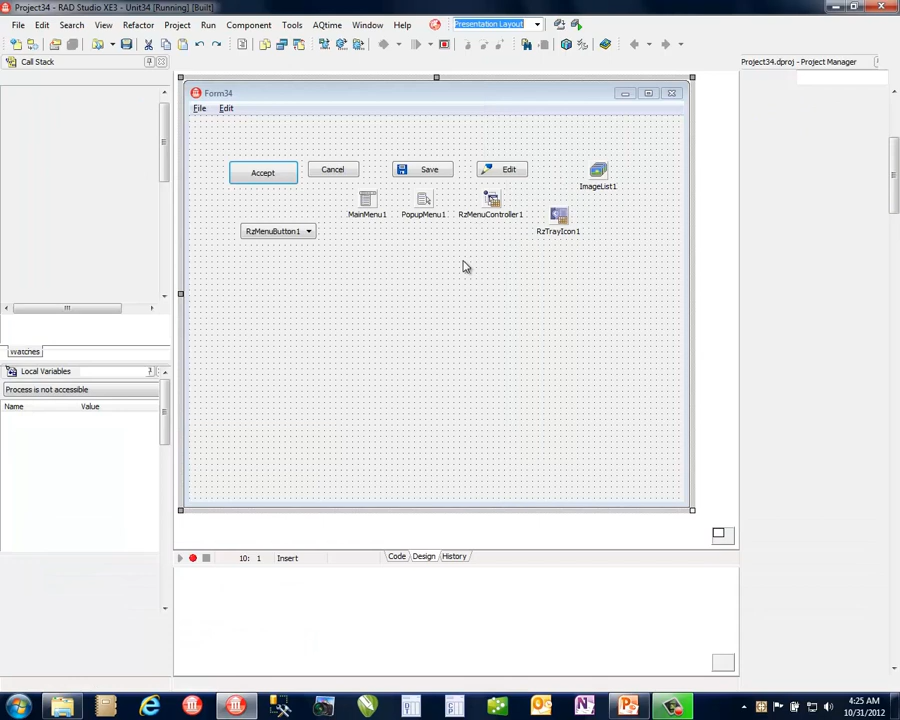 Project34 - RAD Studio XE3 - Unit34 [Running] [Built]
File Edit Search View Refactor Project Run Component Tools AQtime Window Help Presentation Layout
Call Stack
Project34.dproj - Project Manager
Form34
File Edit
Accept Cancel Save Edit
ImageList1
MainMenu1 PopupMenu1 RzMenuController1
RzMenuButton1 RzTrayIcon1
Watches
Local Variables
Process is not accessible
Name Value
10: 1 Insert Code Design History
4:25 AM
10/31/2012